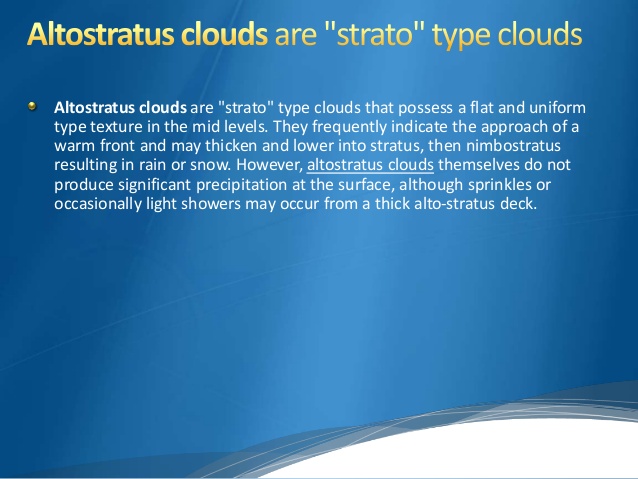 Altostratus clouds are "strato" type clouds
Altostratus clouds are "strato" type clouds that possess a flat and uniform
type texture in the mid levels. They frequently indicate the approach of a
warm front and may thicken and lower into stratus, then nimbostratus
resulting in rain or snow. However, altostratus clouds themselves do not
produce significant precipitation at the surface, although sprinkles or
occasionally light showers may occur from a thick alto-stratus deck.